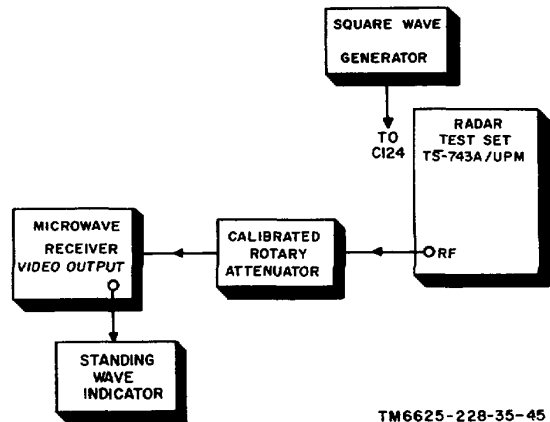 SQUARE WAVE
GENERATOR
TO
C124
RADAR
TEST SET
TS-743A/UPM
RF
CALIBRATED
ROTARY
ATTENUATOR
MICROWAVE
RECEIVER
VIDEO OUTPUT
STANDING
WAVE
INDICATOR
TM6625-228-35-45